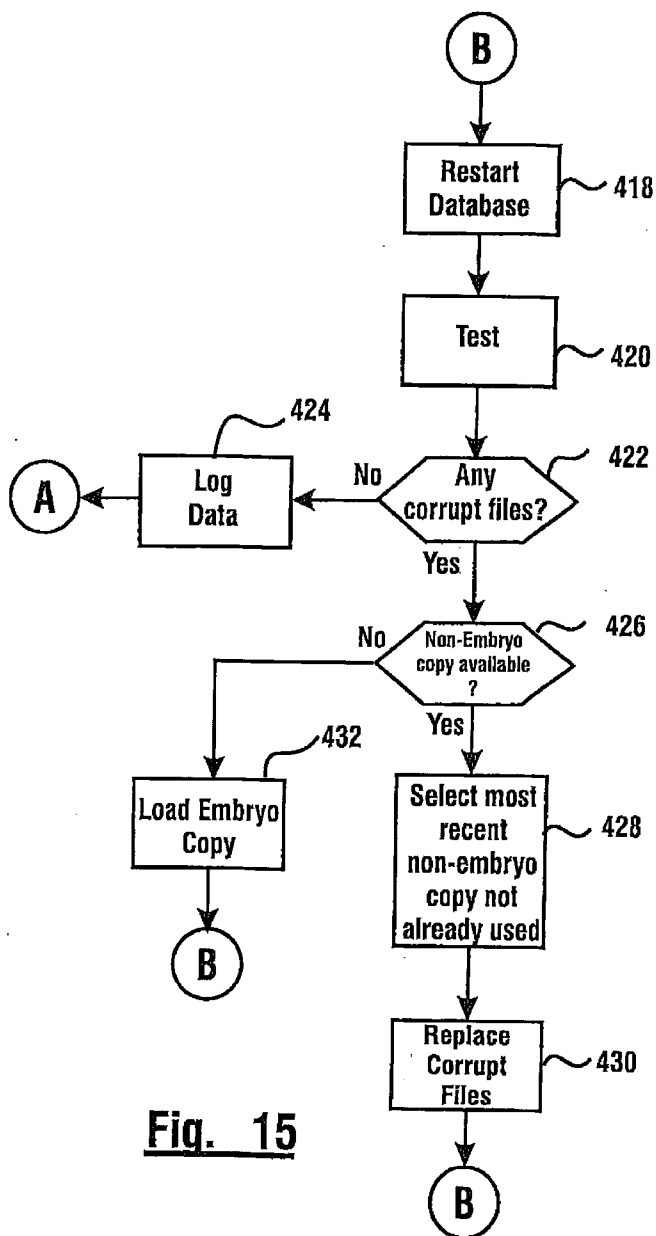 B
Restart
Database
418
Test
420
424
Log
Data
A
No
Any
corrupt files?
422
Yes
No
Non-Embryo
copy available
?
426
Yes
432
Load Embryo
Copy
B
Select most
recent
non-embryo
copy not
already used
428
Replace
Corrupt
Files
430
B
Fig. 15